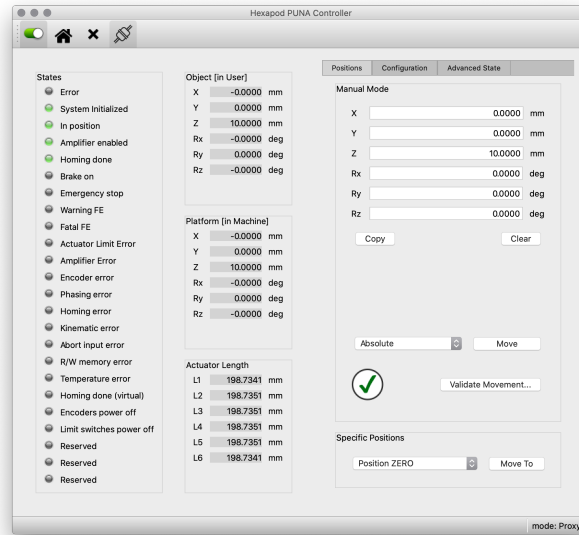 Hexapod PUNA Controller
Positions Configuration Advanced State
States
Error
System Initialized
In position
Amplifier enabled
Homing done
Brake on
Emergency stop
Warning FE
Fatal FE
Actuator Limit Error
Amplifier Error
Encoder error
Phasing error
Homing error
Kinematic error
Abort input error
R/W memory error
Temperature error
Homing done (virtual)
Encoders power off
Limit switches power off
Reserved
Reserved
Reserved
Object [in User]
X -0.0000 mm
Y 0.0000 mm
Z 10.0000 mm
Rx -0.0000 deg
Ry 0.0000 deg
Rz -0.0000 deg
Platform [in Machine]
X -0.0000 mm
Y 0.0000 mm
Z 10.0000 mm
Rx -0.0000 deg
Ry 0.0000 deg
Rz -0.0000 deg
Actuator Length
L1 198.7341 mm
L2 198.7351 mm
L3 198.7351 mm
L4 198.7351 mm
L5 198.7351 mm
L6 198.7341 mm
Manual Mode
X 0.0000 mm
Y 0.0000 mm
Z 10.0000 mm
Rx 0.0000 deg
Ry 0.0000 deg
Rz 0.0000 deg
Copy Clear
Absolute Move
Validate Movement...
Specific Positions
Position ZERO Move To
mode: Proxy